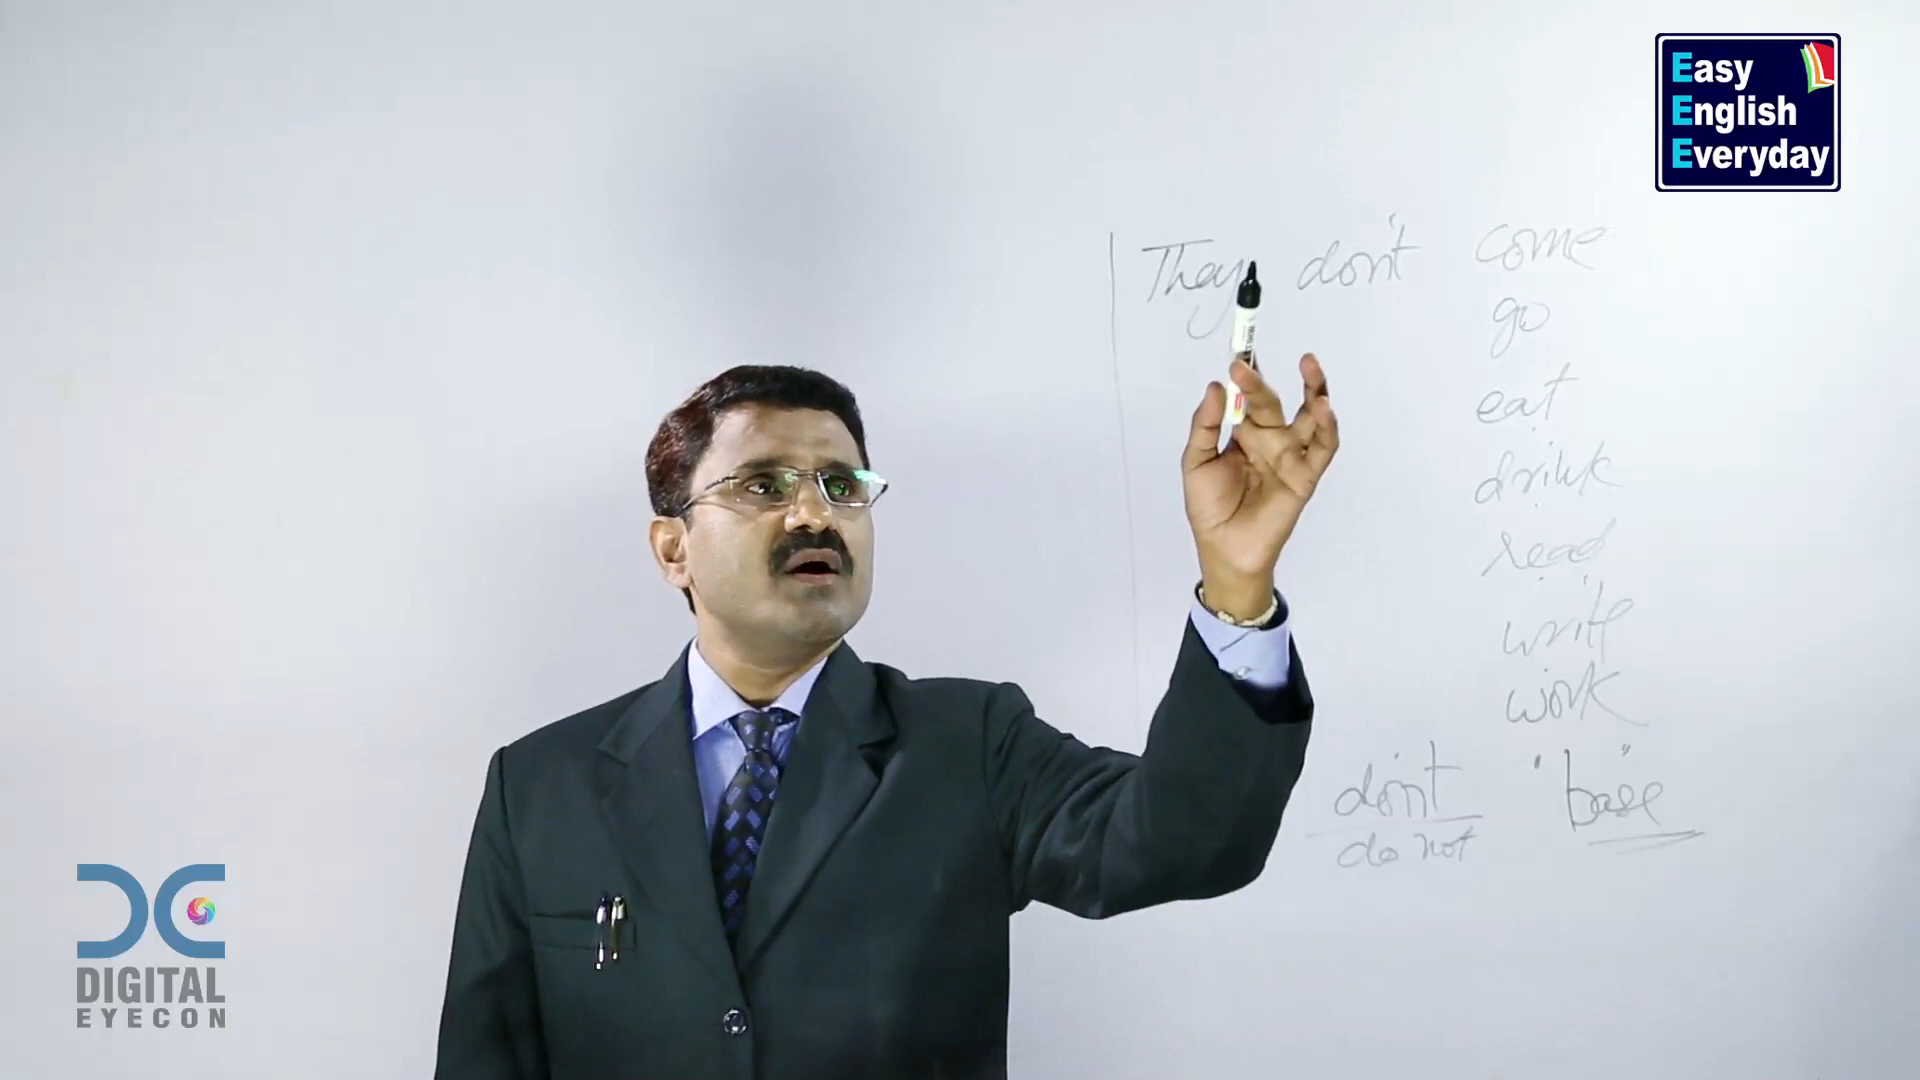 Easy
English
Everyday
They don't come
go
eat
drink
read
write
work
don't "base"
do not
DIGITAL
EYECON